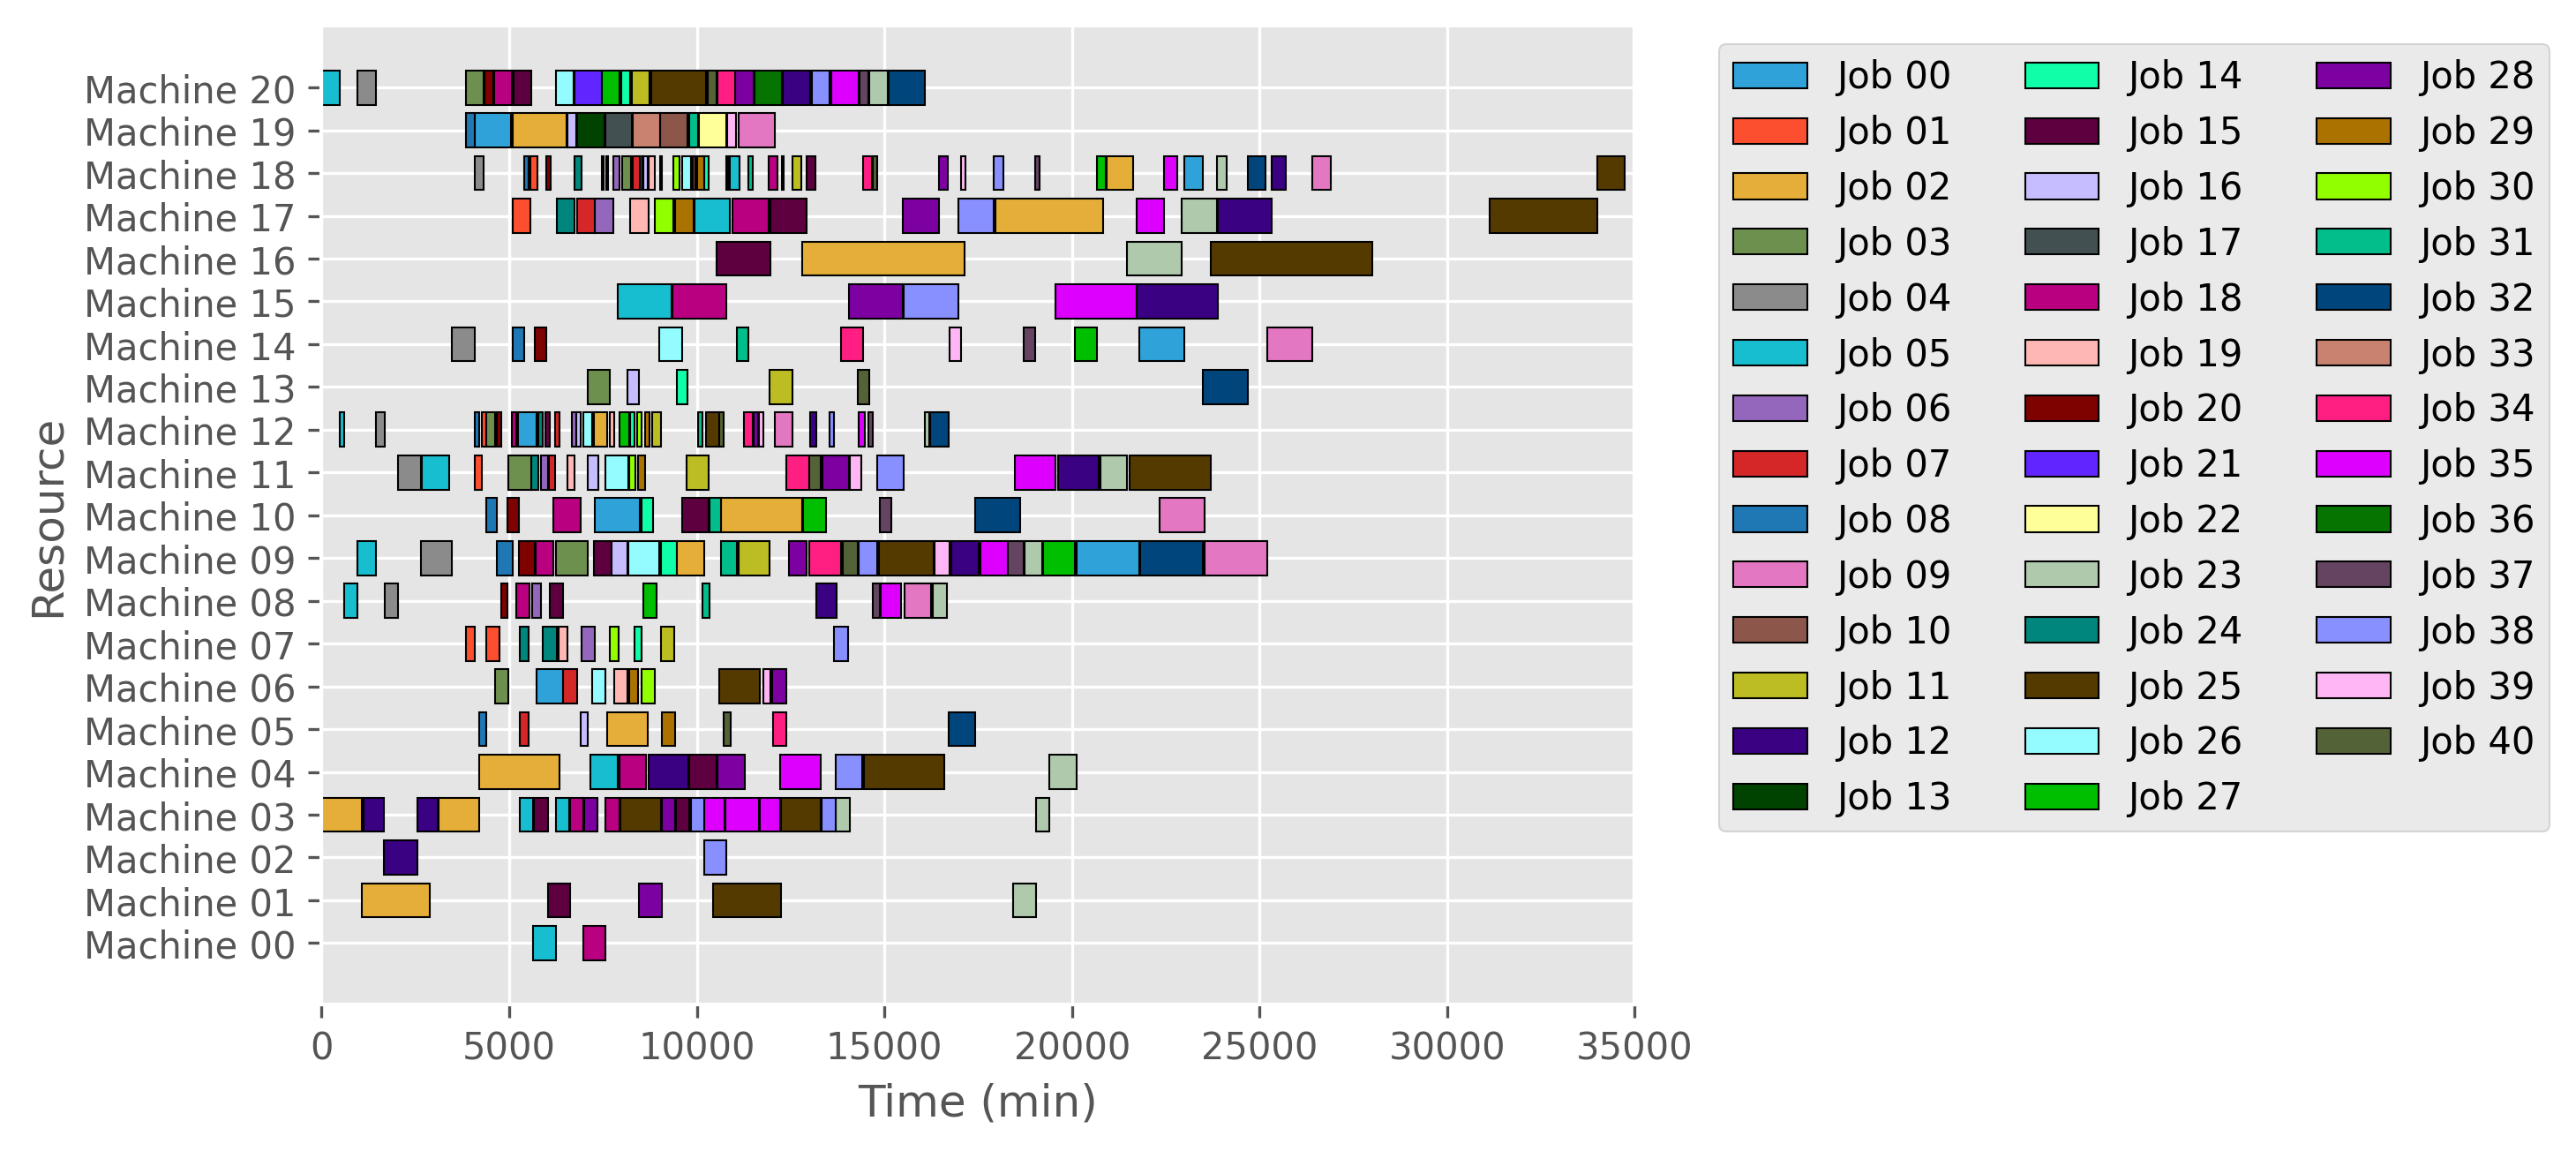 Resource
Machine 20
Machine 19
Machine 18
Machine 17
Machine 16
Machine 15
Machine 14
Machine 13
Machine 12
Machine 11
Machine 10
Machine 09
Machine 08
Machine 07
Machine 06
Machine 05
Machine 04
Machine 03
Machine 02
Machine 01
Machine 00
0 5000 10000 15000 20000 25000 30000 35000
Time (min)
Job 00 Job 14 Job 28
Job 01 Job 15 Job 29
Job 02 Job 16 Job 30
Job 03 Job 17 Job 31
Job 04 Job 18 Job 32
Job 05 Job 19 Job 33
Job 06 Job 20 Job 34
Job 07 Job 21 Job 35
Job 08 Job 22 Job 36
Job 09 Job 23 Job 37
Job 10 Job 24 Job 38
Job 11 Job 25 Job 39
Job 12 Job 26 Job 40
Job 13 Job 27